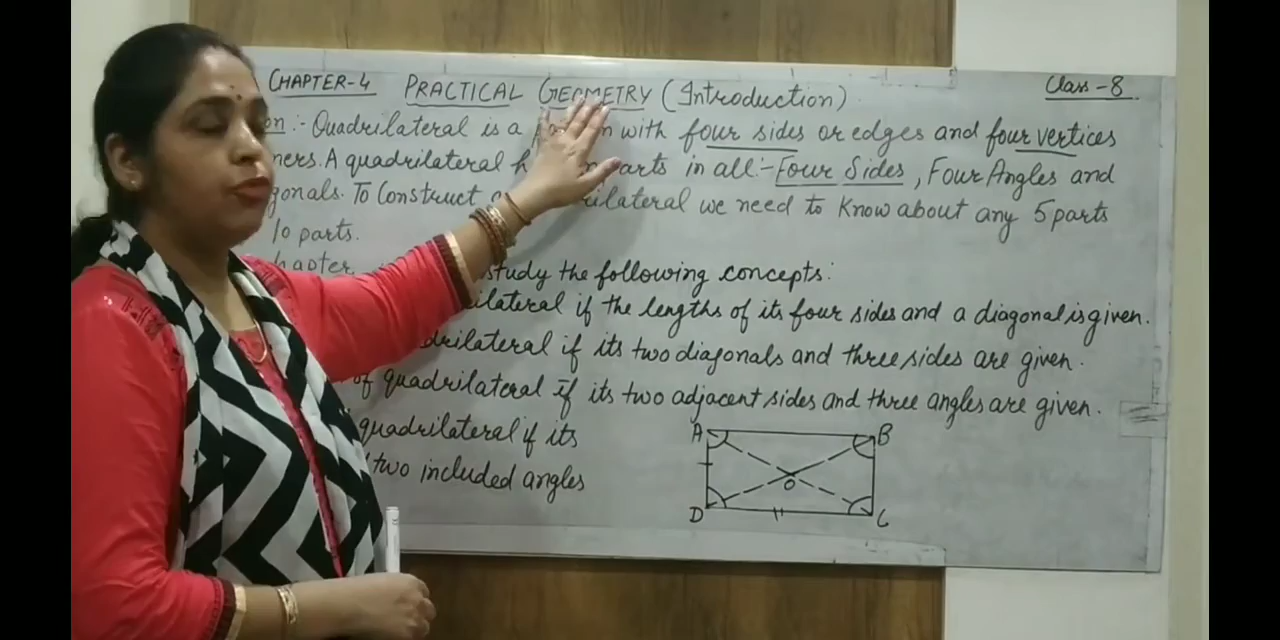 CHAPTER-4 PRACTICAL GEOMETRY (Introduction) Class-8
on:- Quadrilateral is a with four sides or edges and four vertices
ners. A quadrilateral parts in all:- Four Sides, Four Angles and
gonals. To Construct rilateral we need to Know about any 5 parts
10 parts.
hapter study the following concepts:
ilateral if the lengths of its four sides and a diagonal is given.
drilateral if its two diagonals and three sides are given.
of quadrilateral if its two adjacent sides and three angles are given.
quadrilateral if its
two included angles
A B
O
D C